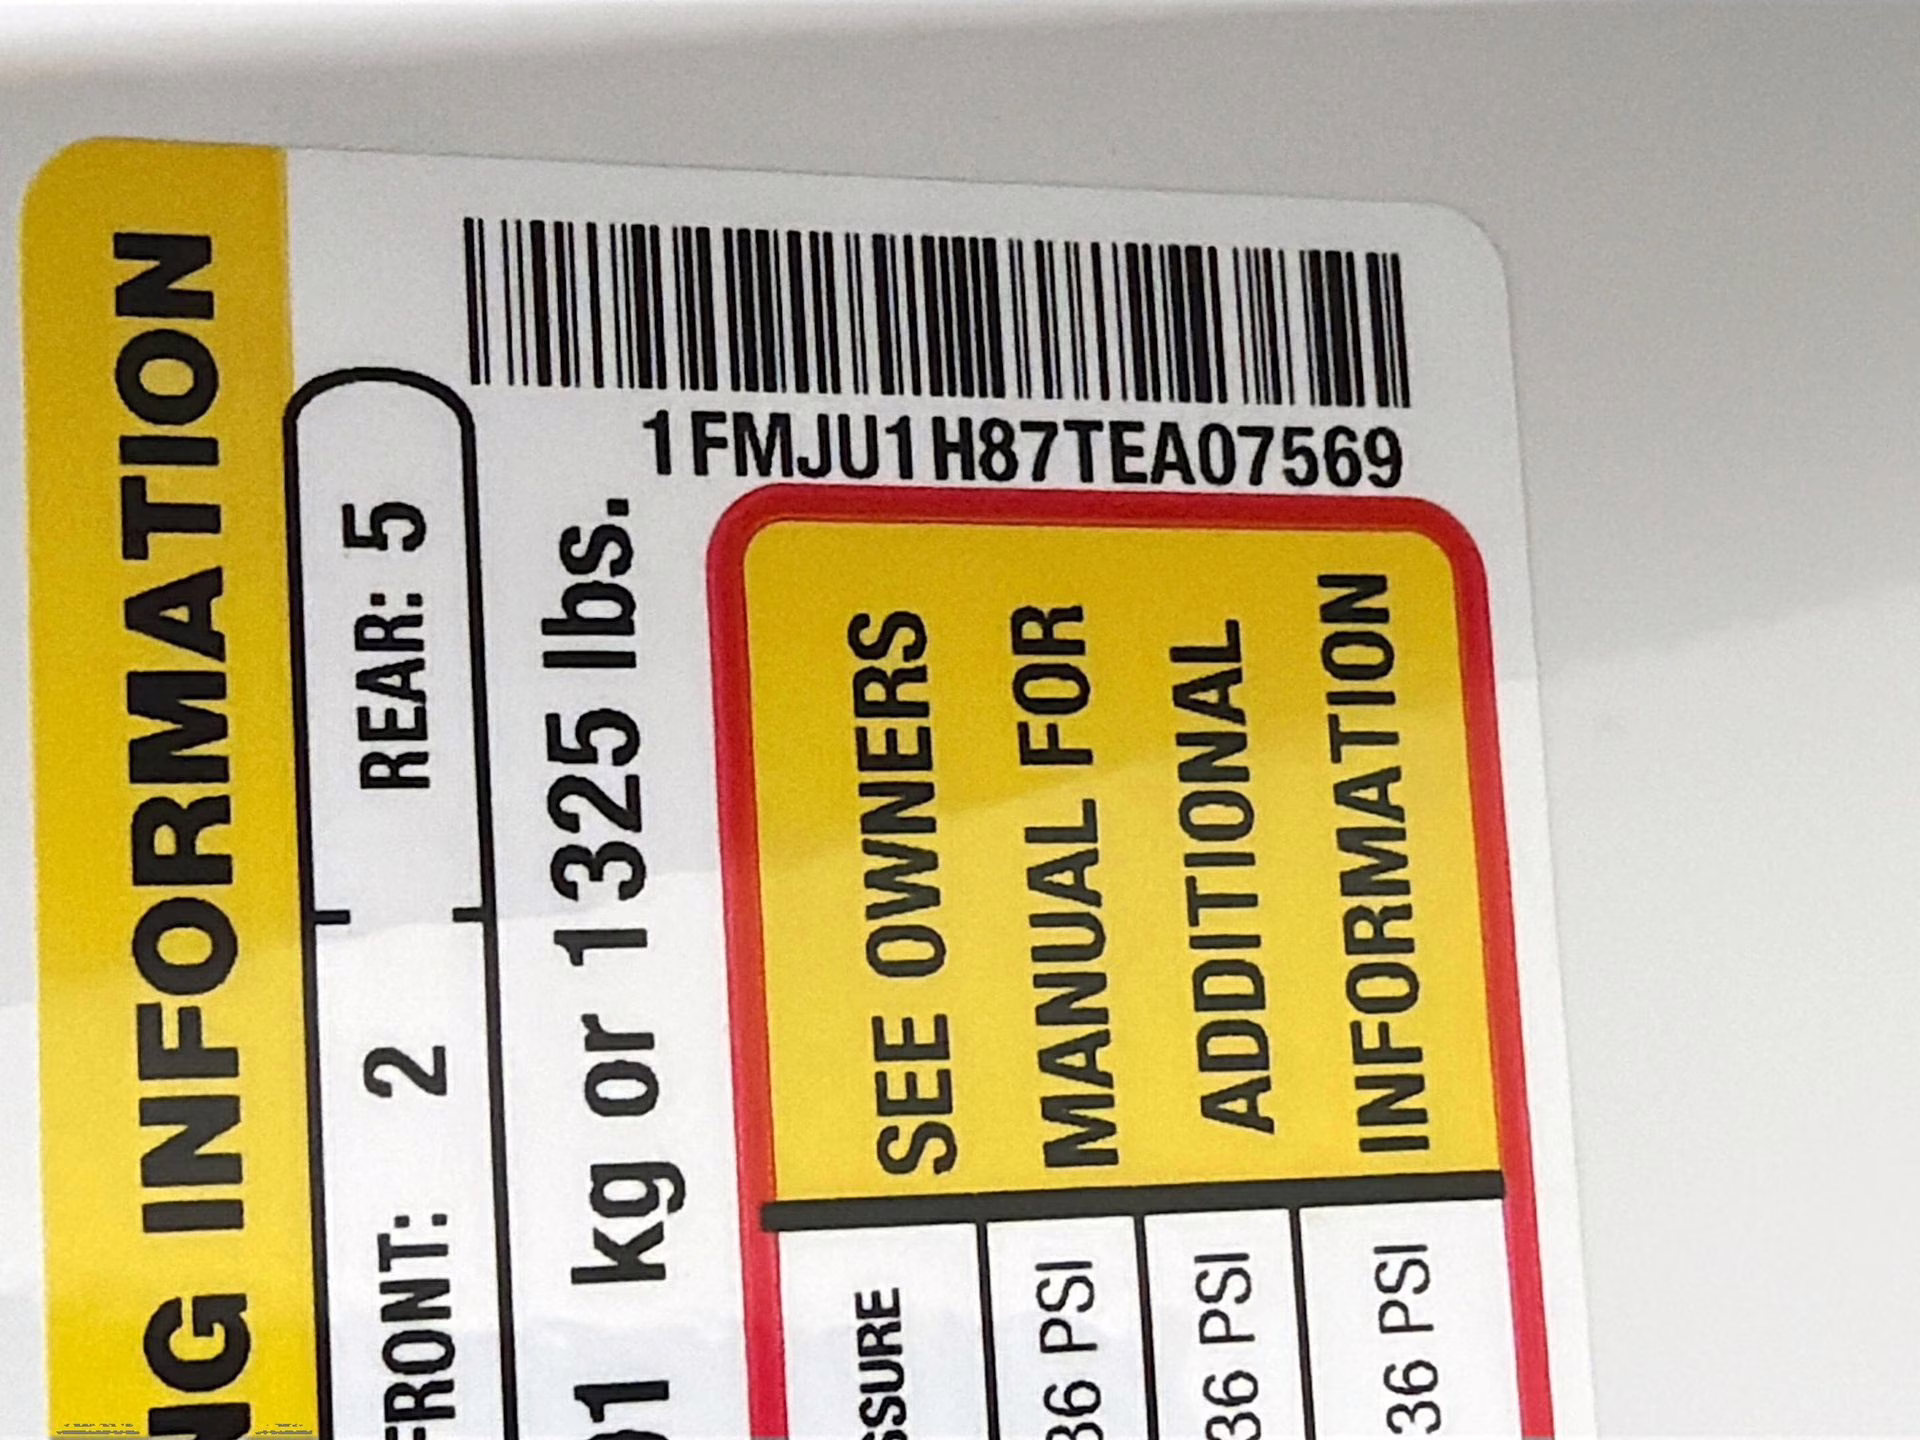 NG INFORMATION
FRONT: 2 REAR: 5
01 kg or 1325 lbs.
1FMJU1H87TEA07569
SSURE
36 PSI
36 PSI
36 PSI
SEE OWNERS
MANUAL FOR
ADDITIONAL
INFORMATION